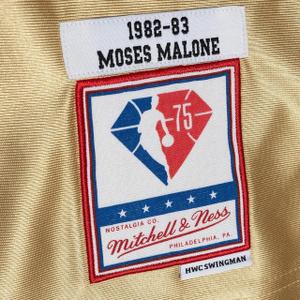 1982-83
MOSES MALONE
75
NOSTALGIA CO.
Mitchell & Ness
PHILADELPHIA, PA.
HWC SWINGMAN